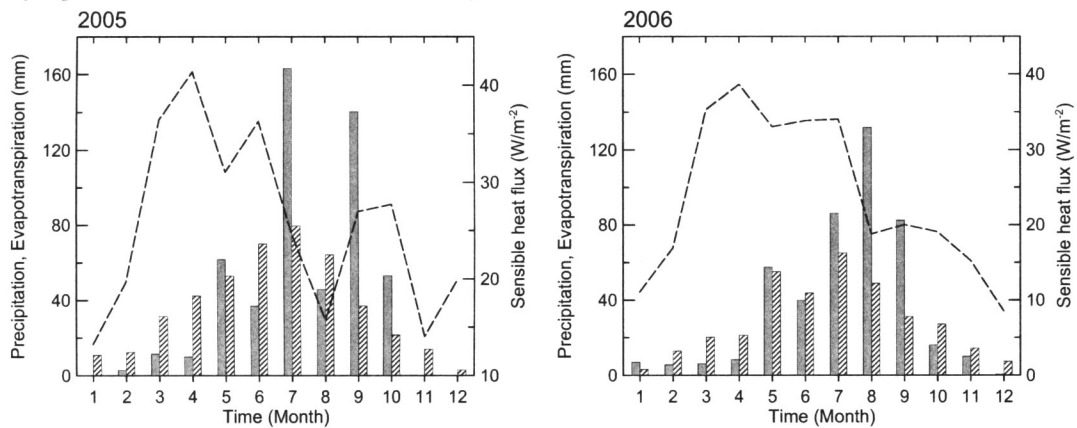 2005
Precipitation, Evapotranspiration (mm)
160
120
80
40
0
40
30
20
10
Sensible heat flux (W/m⁻²)
1 2 3 4 5 6 7 8 9 10 11 12
Time (Month)
2006
Precipitation, Evapotranspiration (mm)
160
120
80
40
0
40
30
20
10
0
Sensible heat flux (W/m⁻²)
1 2 3 4 5 6 7 8 9 10 11 12
Time (Month)